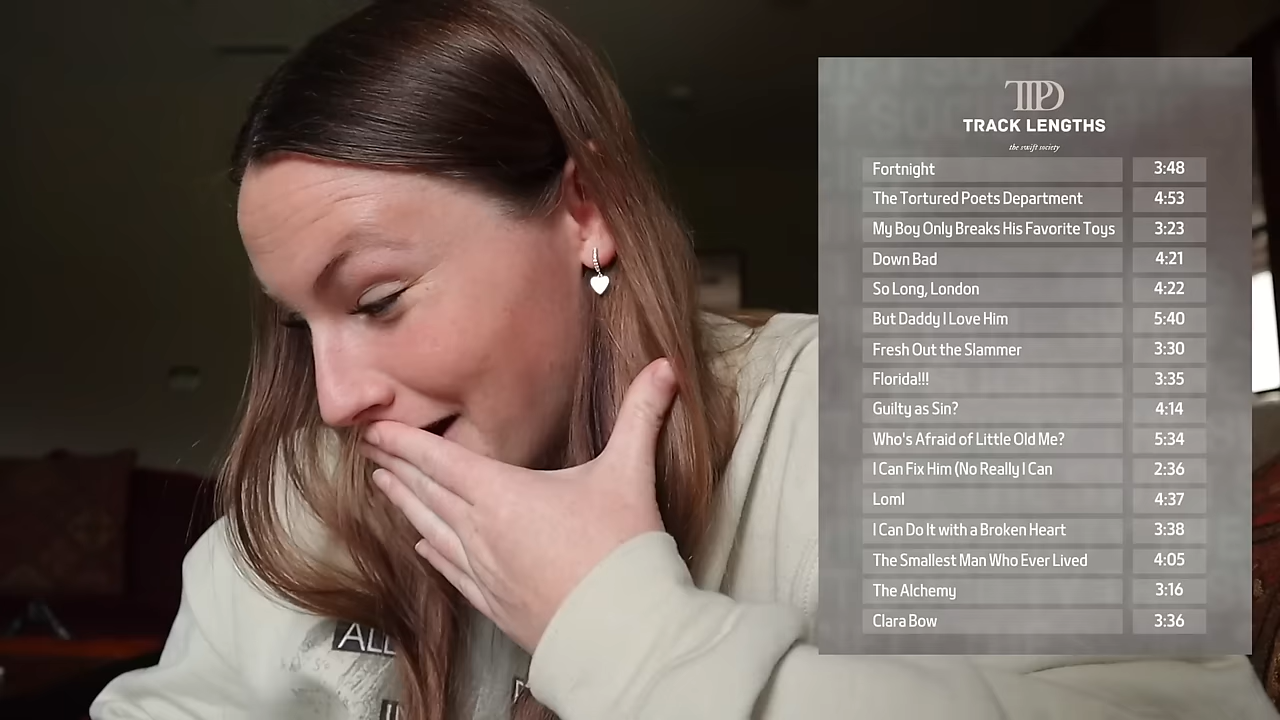 TTPD
TRACK LENGTHS
the swift society
Fortnight 3:48
The Tortured Poets Department 4:53
My Boy Only Breaks His Favorite Toys 3:23
Down Bad 4:21
So Long, London 4:22
But Daddy I Love Him 5:40
Fresh Out the Slammer 3:30
Florida!!! 3:35
Guilty as Sin? 4:14
Who's Afraid of Little Old Me? 5:34
I Can Fix Him (No Really I Can 2:36
Loml 4:37
I Can Do It with a Broken Heart 3:38
The Smallest Man Who Ever Lived 4:05
The Alchemy 3:16
Clara Bow 3:36
ALL